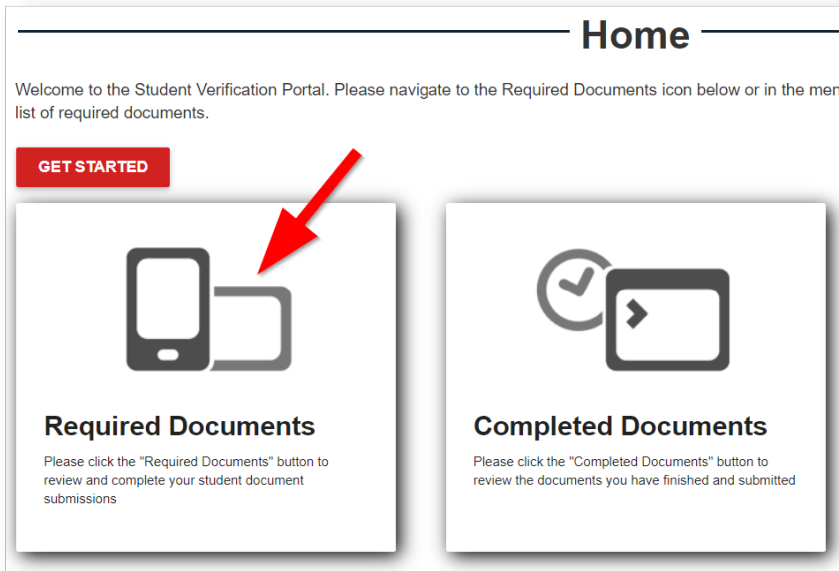 Home
Welcome to the Student Verification Portal. Please navigate to the Required Documents icon below or in the men
list of required documents.
GET STARTED
Required Documents
Please click the "Required Documents" button to
review and complete your student document
submissions
Completed Documents
Please click the "Completed Documents" button to
review the documents you have finished and submitted